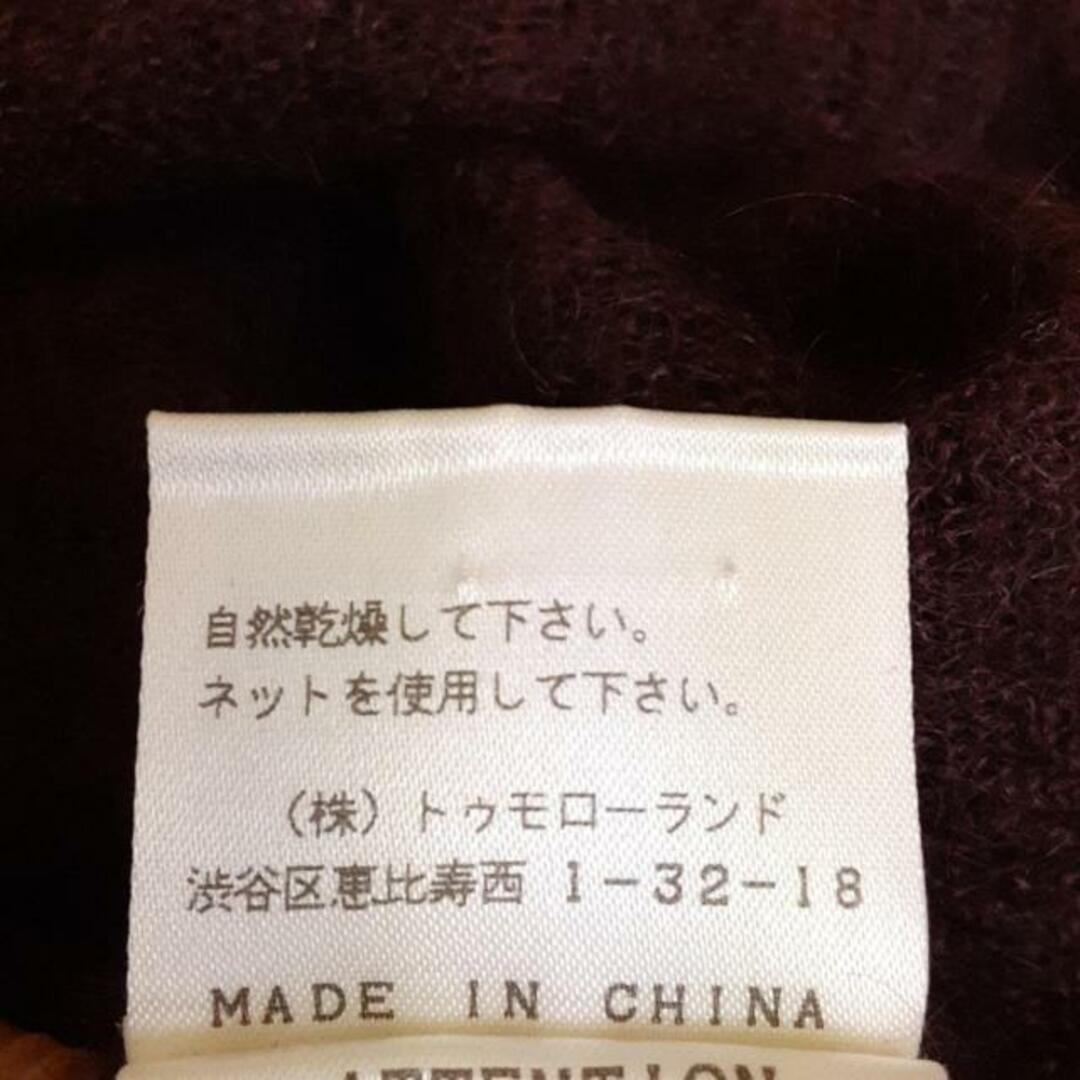 自然乾燥して下さい。
ネットを使用して下さい。
（株）トゥモローランド
渋谷区恵比寿西 1-32-18
MADE IN CHINA
ATTENTION